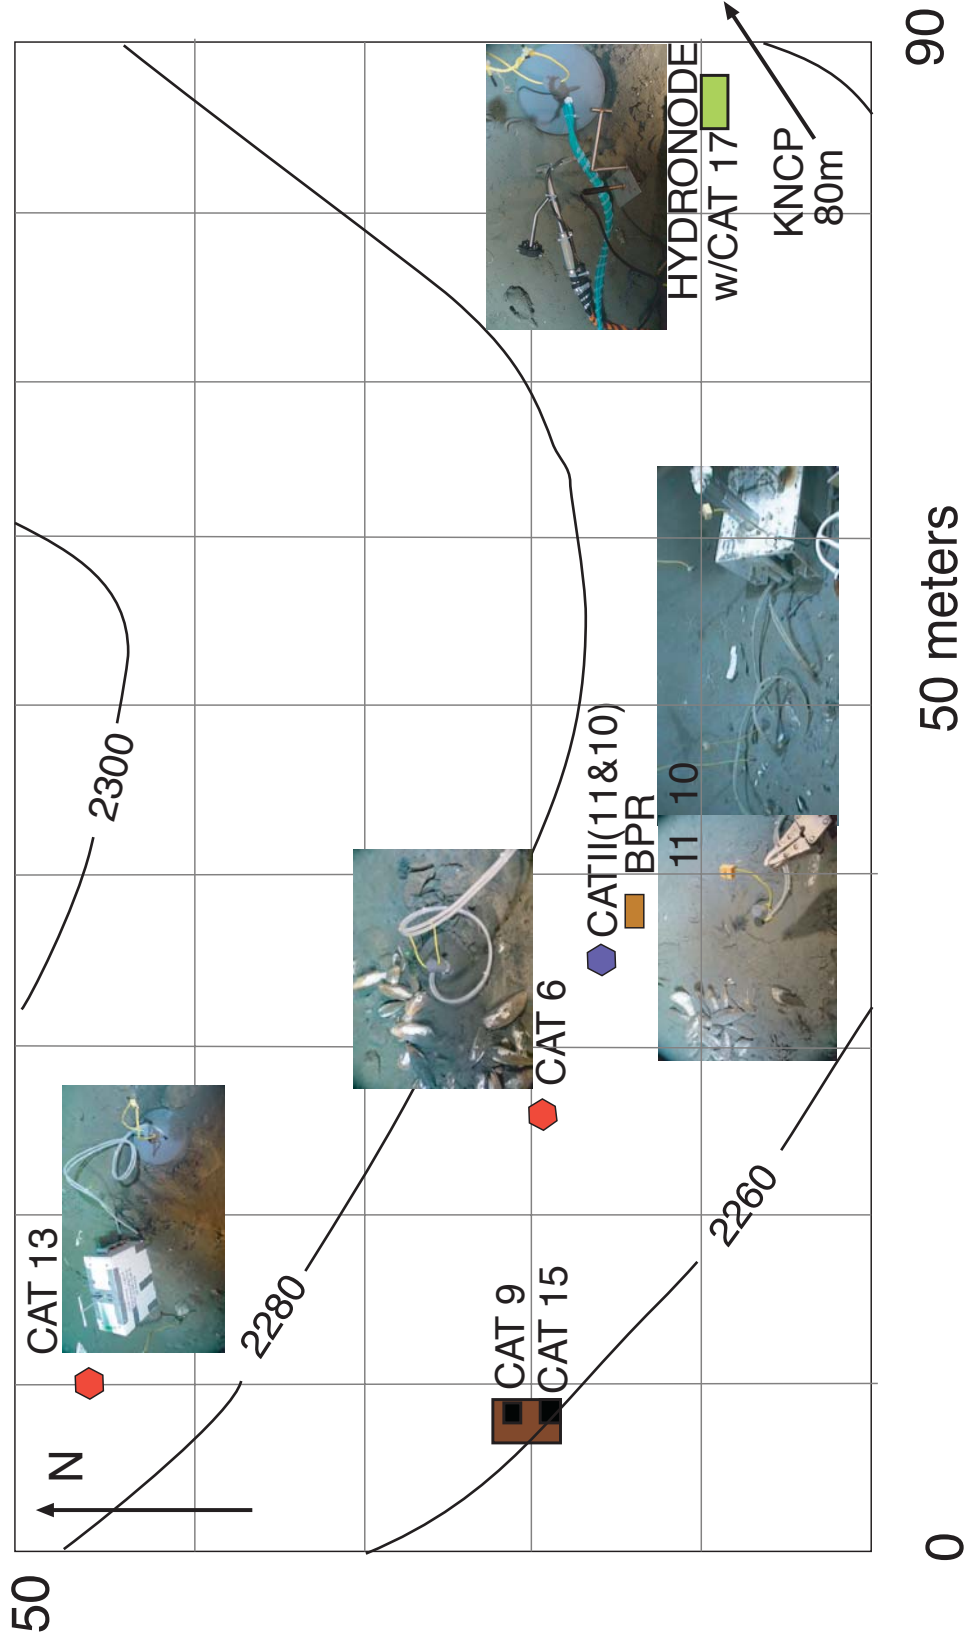 50
N
CAT 13
2300
2280
CAT 9
CAT 15
CAT 6
CATII(11&10)
BPR
11 10
HYDRONODE
w/CAT 17
KNCP
80m
2260
0
50 meters
90